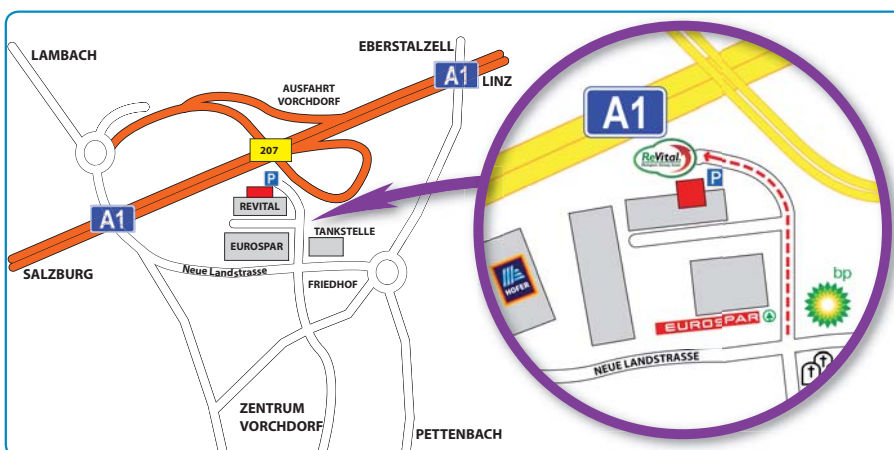 LAMBACH
EBERSTALZELL
A1
LINZ
AUSFAHRT
VORCHDORF
207
P
REVITAL
A1
EUROSPAR
TANKSTELLE
SALZBURG
Neue Landstrasse
FRIEDHOF
ZENTRUM
VORCHDORF
PETTENBACH
A1
ReVital
P
HOFER
bp
EUROSPAR
NEUE LANDSTRASSE